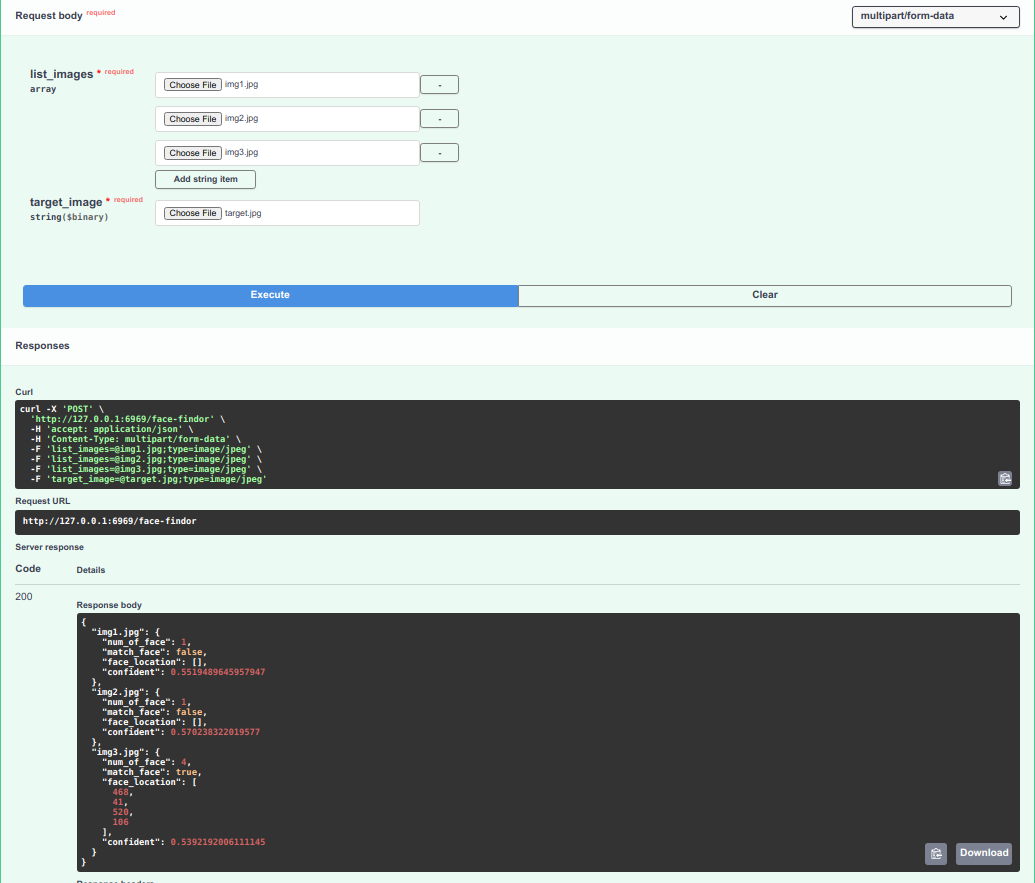 Request body required
multipart/form-data
list_images * required
array
Choose File img1.jpg
-
Choose File img2.jpg
-
Choose File img3.jpg
-
Add string item
target_image * required
string($binary)
Choose File target.jpg
Execute
Clear
Responses
Curl
curl -X 'POST' \
  'http://127.0.0.1:6969/face-findor' \
  -H 'accept: application/json' \
  -H 'Content-Type: multipart/form-data' \
  -F 'list_images=@img1.jpg;type=image/jpeg' \
  -F 'list_images=@img2.jpg;type=image/jpeg' \
  -F 'list_images=@img3.jpg;type=image/jpeg' \
  -F 'target_image=@target.jpg;type=image/jpeg'
Request URL
http://127.0.0.1:6969/face-findor
Server response
Code
Details
200
Response body
{
  "img1.jpg": {
    "num_of_face": 1,
    "match_face": false,
    "face_location": [],
    "confident": 0.5519489645957947
  },
  "img2.jpg": {
    "num_of_face": 1,
    "match_face": false,
    "face_location": [],
    "confident": 0.570238322019577
  },
  "img3.jpg": {
    "num_of_face": 4,
    "match_face": true,
    "face_location": [
      468,
      41,
      520,
      106
    ],
    "confident": 0.5392192006111145
  }
}
Download
Response headers